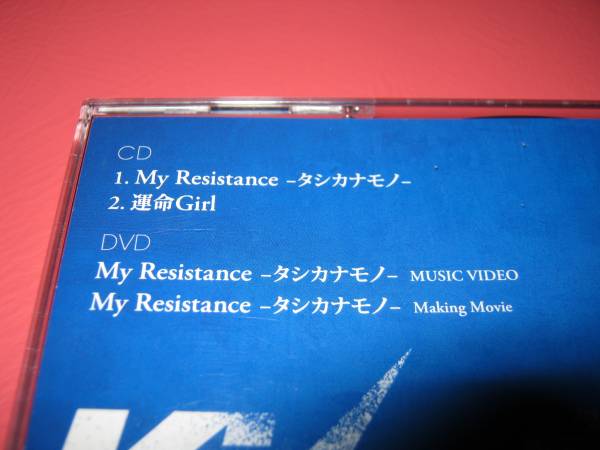 CD
1. My Resistance –タシカナモノ–
2. 運命Girl
DVD
My Resistance –タシカナモノ– MUSIC VIDEO
My Resistance –タシカナモノ– Making Movie